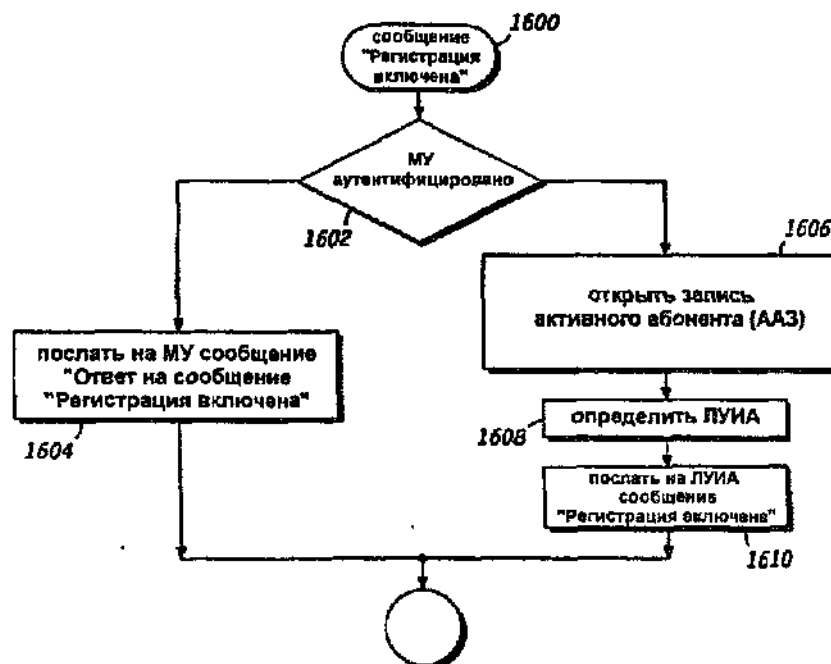 1600
сообщение
"Регистрация
включена"
МУ
аутентифицировано
1602
1606
открыть запись
активного абонента (ААЗ)
послать на МУ сообщение
"Ответ на сообщение
"Регистрация включена"
1604
определить ЛУИА
1608
послать на ЛУИА
сообщение
"Регистрация включена"
1610